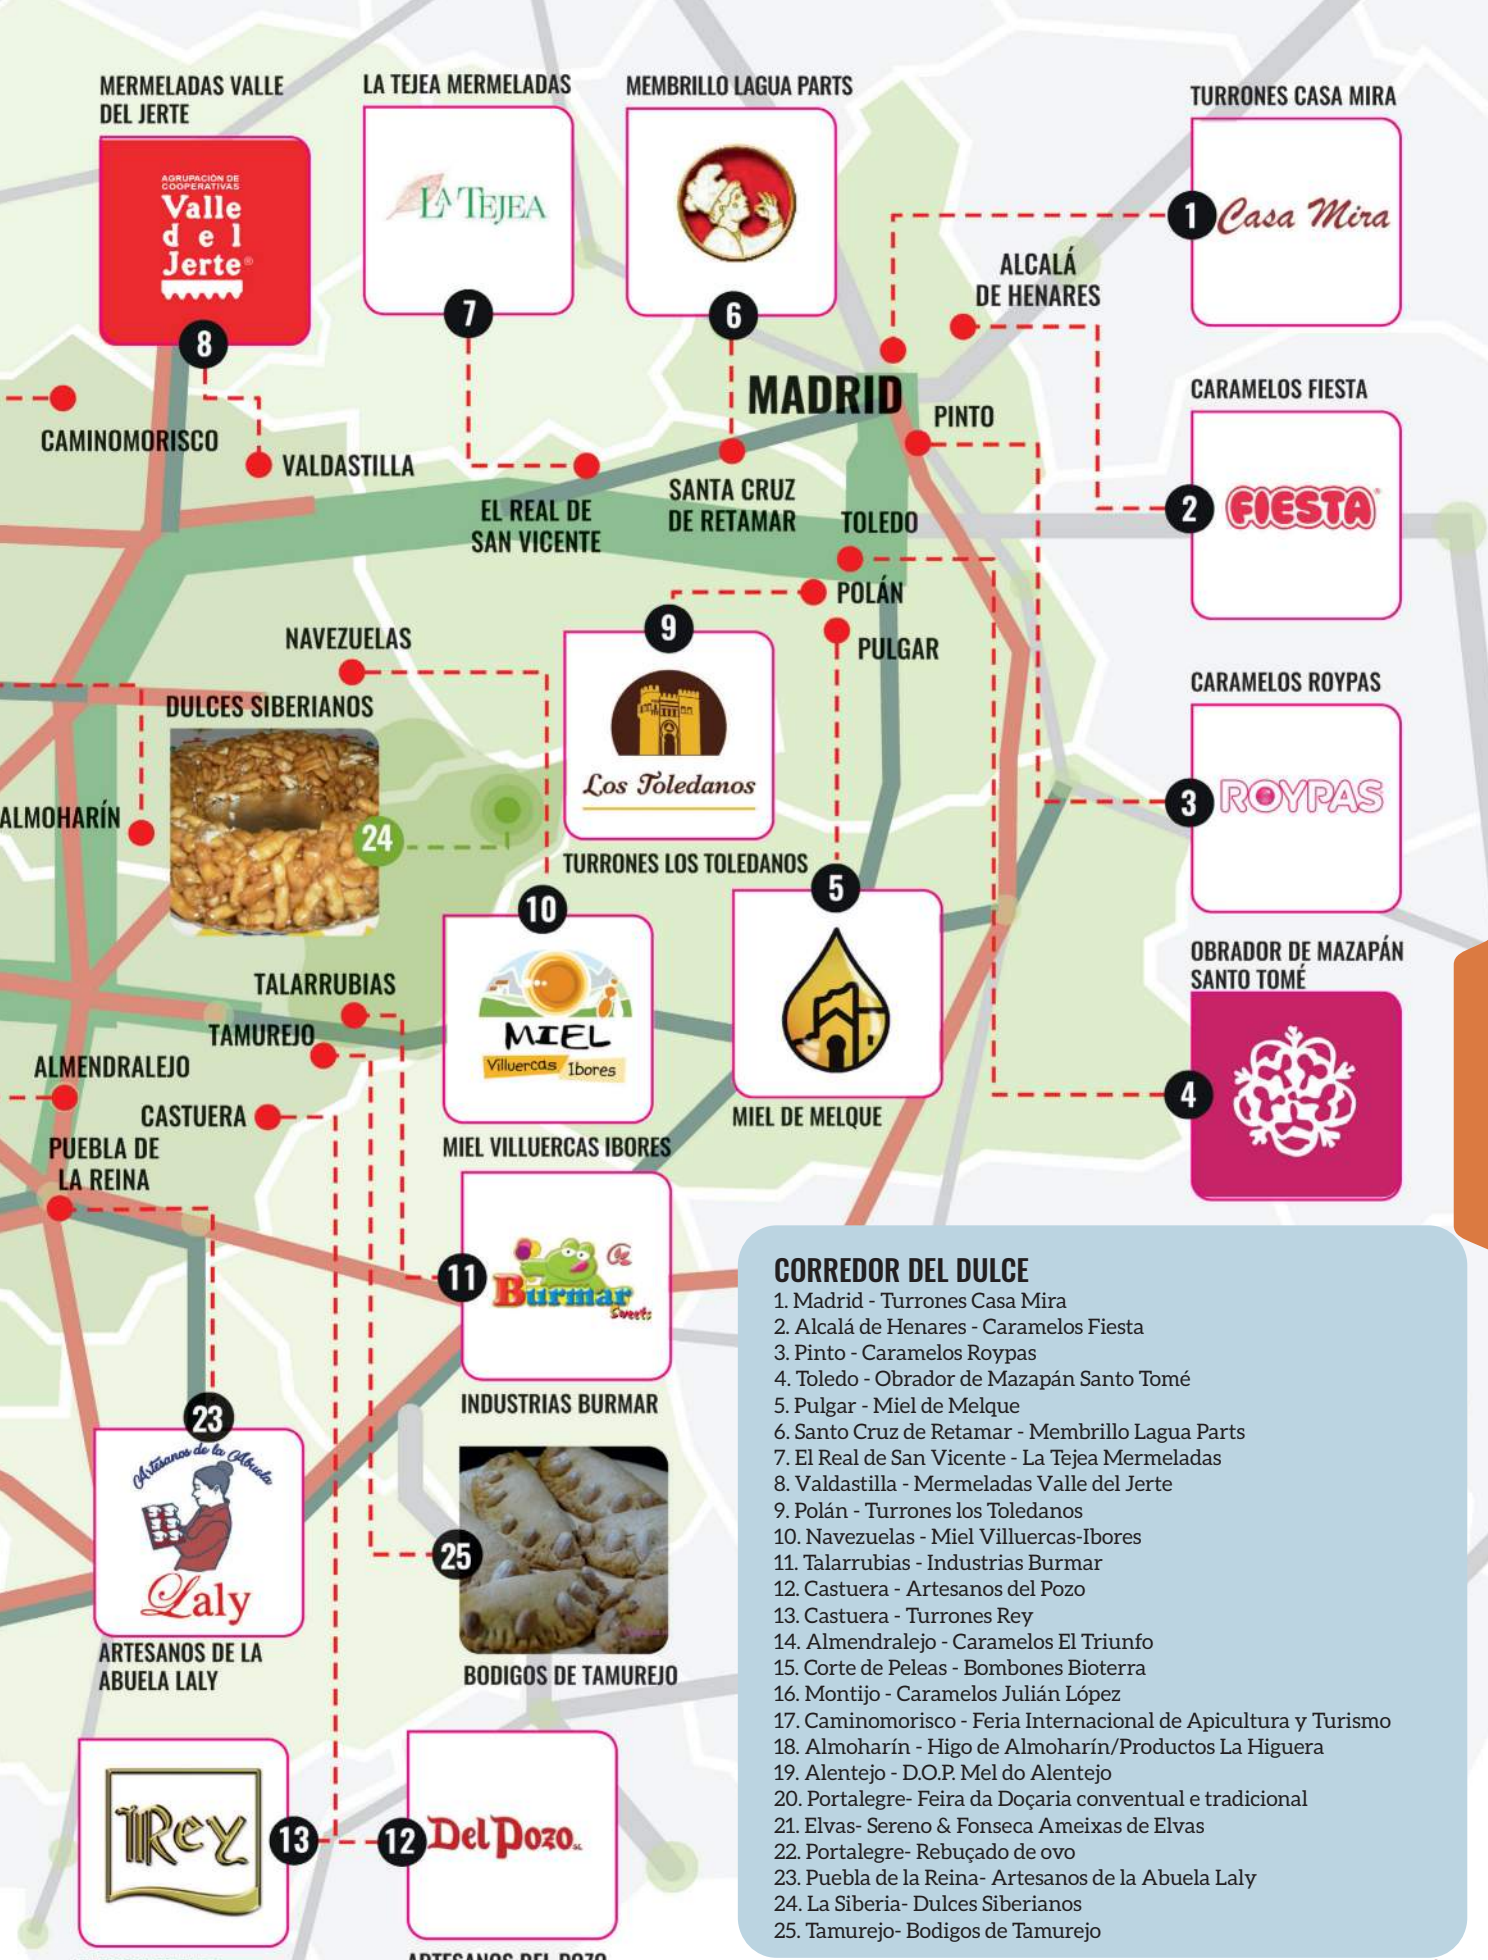 MERMELADAS VALLE
DEL JERTE
AGRUPACIÓN DE
COOPERATIVAS
Valle
del
Jerte®
8
LA TEJEA MERMELADAS
LA TEJEA
7
MEMBRILLO LAGUA PARTS
6
TURRONES CASA MIRA
1
Casa Mira
ALCALÁ
DE HENARES
MADRID
PINTO
CARAMELOS FIESTA
2
FIESTA®
CAMINOMORISCO
VALDASTILLA
EL REAL DE
SAN VICENTE
SANTA CRUZ
DE RETAMAR
TOLEDO
POLÁN
PULGAR
9
Los Toledanos
TURRONES LOS TOLEDANOS
NAVEZUELAS
DULCES SIBERIANOS
24
ALMOHARÍN
CARAMELOS ROYPAS
3
ROYPAS
10
MIEL
Villuercas Ibores
MIEL VILLUERCAS IBORES
5
MIEL DE MELQUE
OBRADOR DE MAZAPÁN
SANTO TOMÉ
4
TALARRUBIAS
TAMUREJO
ALMENDRALEJO
CASTUERA
PUEBLA DE
LA REINA
11
Burmar
Sweets
INDUSTRIAS BURMAR
23
Artesanos de la Abuela
Laly
ARTESANOS DE LA
ABUELA LALY
25
BODIGOS DE TAMUREJO
REY
13
12
Del Pozo
ARTESANOS DEL POZO
CORREDOR DEL DULCE
1. Madrid - Turrones Casa Mira
2. Alcalá de Henares - Caramelos Fiesta
3. Pinto - Caramelos Roypas
4. Toledo - Obrador de Mazapán Santo Tomé
5. Pulgar - Miel de Melque
6. Santo Cruz de Retamar - Membrillo Lagua Parts
7. El Real de San Vicente - La Tejea Mermeladas
8. Valdastilla - Mermeladas Valle del Jerte
9. Polán - Turrones los Toledanos
10. Navezuelas - Miel Villuercas-Ibores
11. Talarrubias - Industrias Burmar
12. Castuera - Artesanos del Pozo
13. Castuera - Turrones Rey
14. Almendralejo - Caramelos El Triunfo
15. Corte de Peleas - Bombones Bioterra
16. Montijo - Caramelos Julián López
17. Caminomorisco - Feria Internacional de Apicultura y Turismo
18. Almoharín - Higo de Almoharín/Productos La Higuera
19. Alentejo - D.O.P. Mel do Alentejo
20. Portalegre- Feira da Doçaria conventual e tradicional
21. Elvas- Sereno & Fonseca Ameixas de Elvas
22. Portalegre- Rebuçado de ovo
23. Puebla de la Reina- Artesanos de la Abuela Laly
24. La Siberia- Dulces Siberianos
25. Tamurejo- Bodigos de Tamurejo